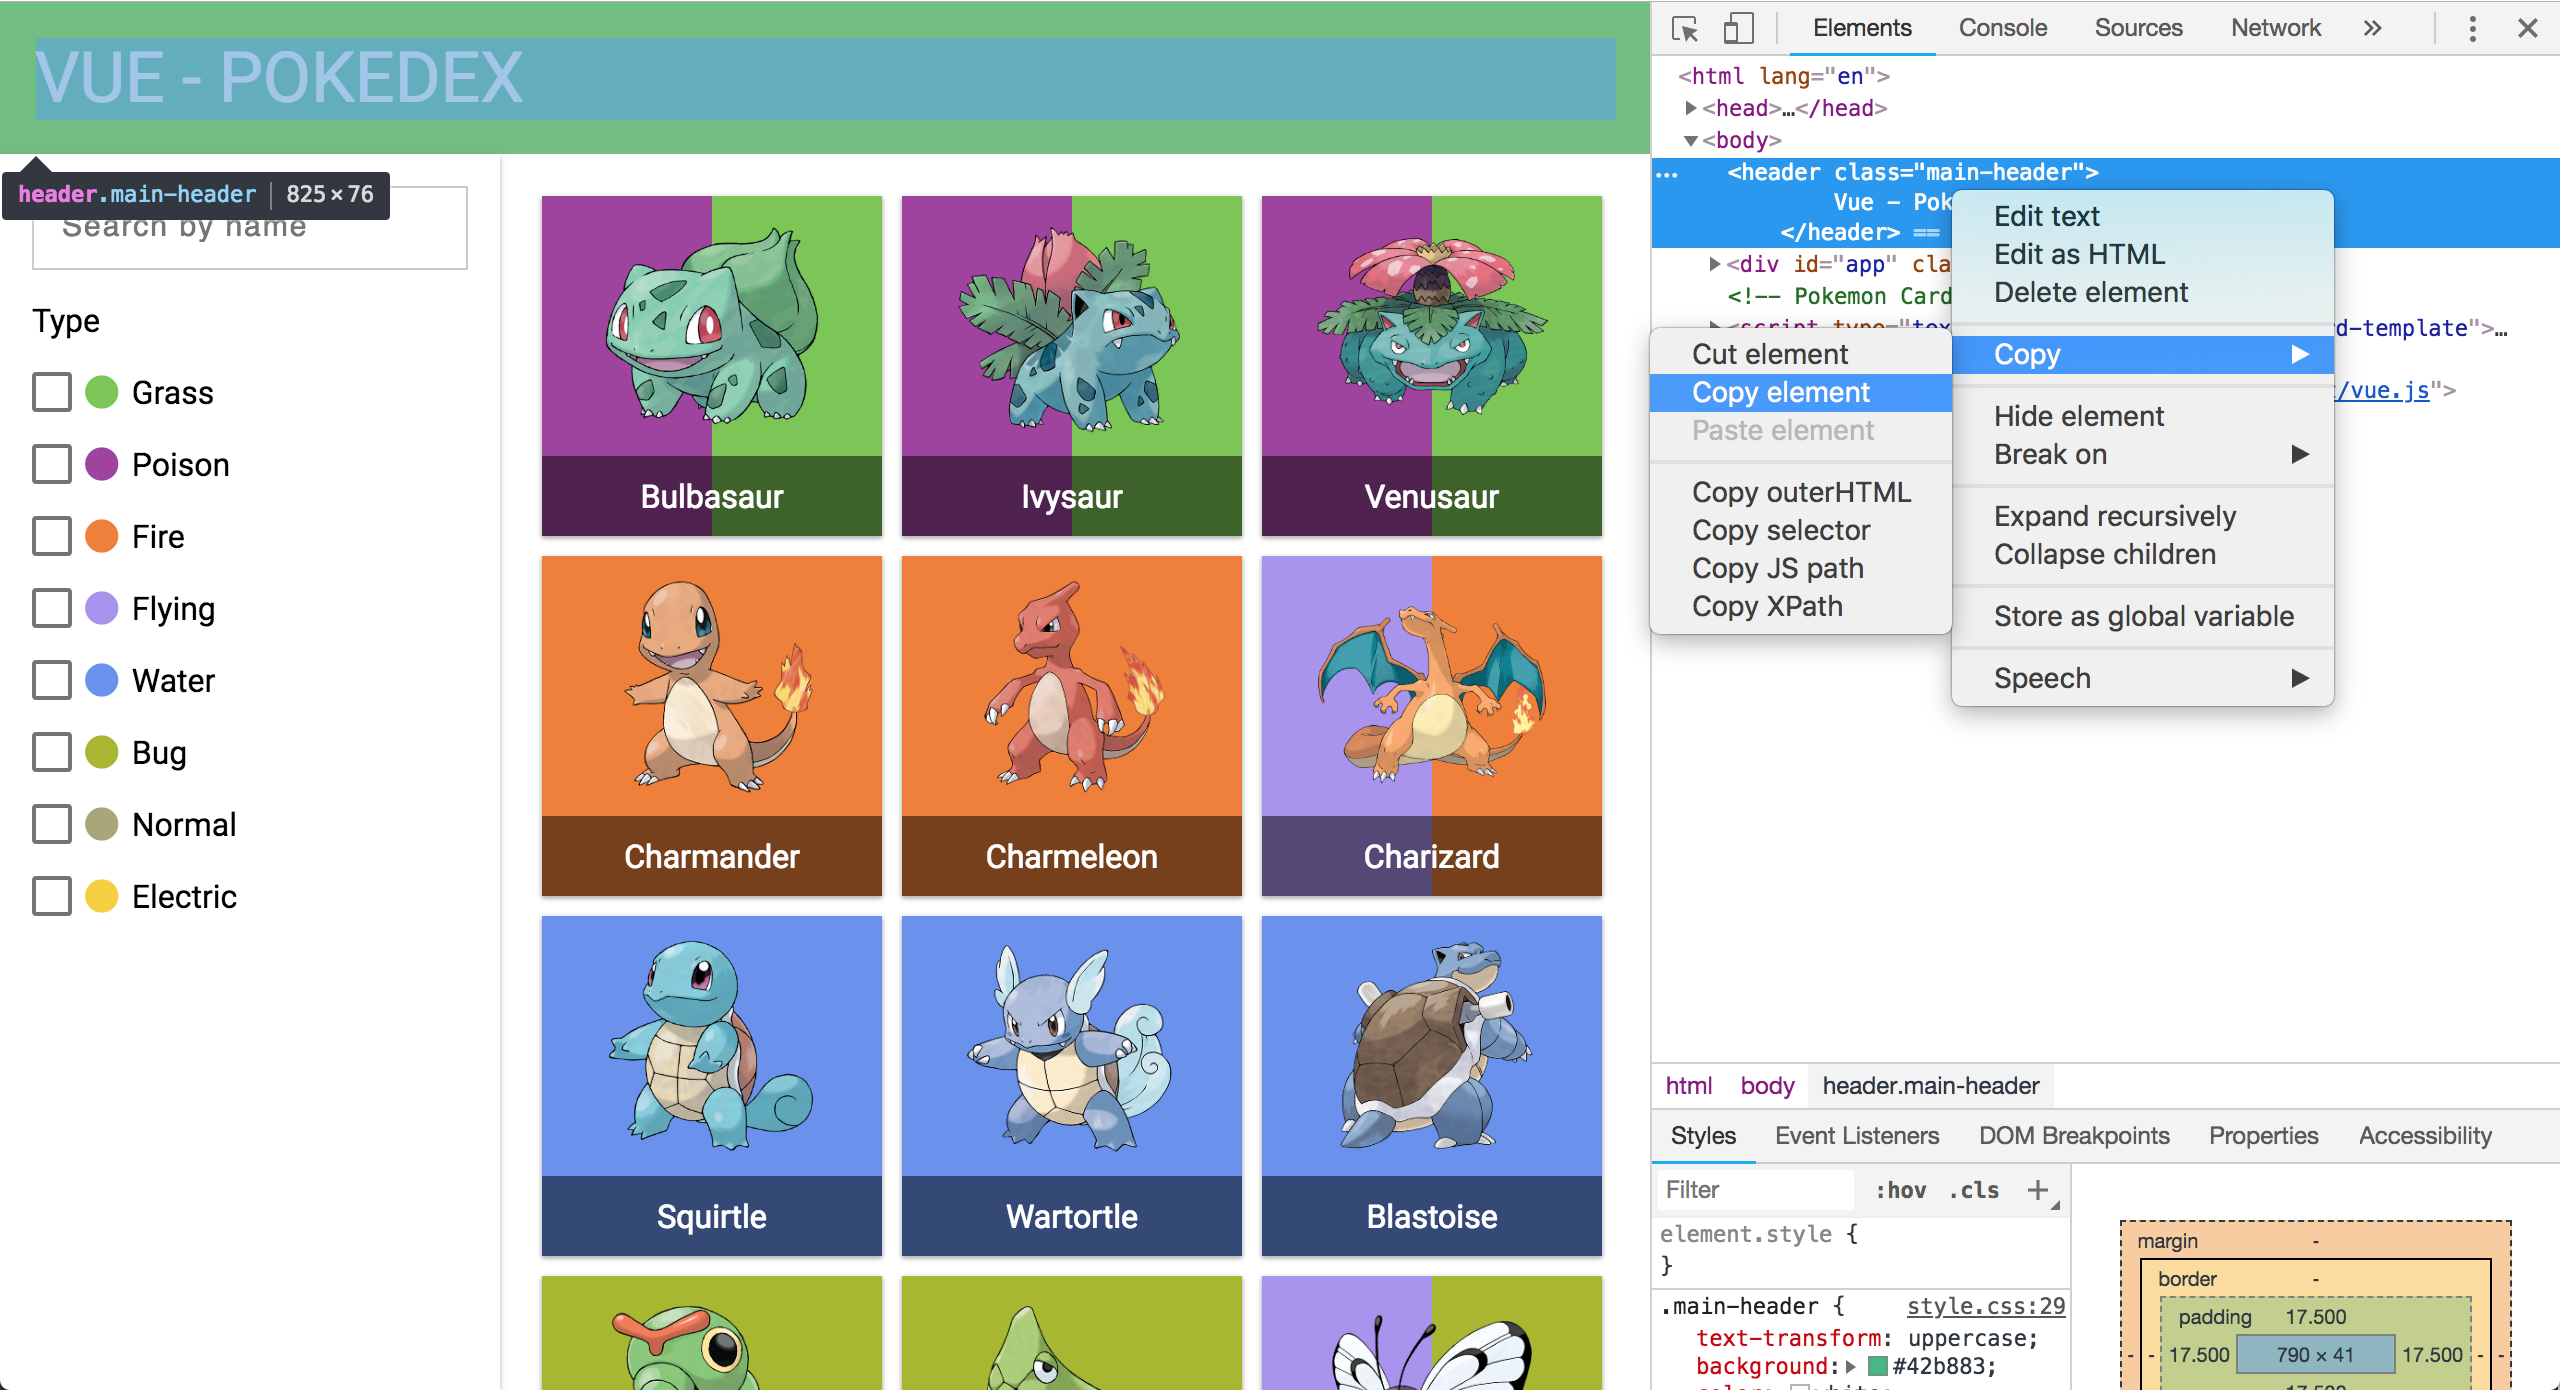 VUE - POKEDEX
header.main-header 825 × 76
Search by name
Type
Grass
Poison
Fire
Flying
Water
Bug
Normal
Electric
Bulbasaur
Ivysaur
Venusaur
Charmander
Charmeleon
Charizard
Squirtle
Wartortle
Blastoise
Elements Console Sources Network »
<html lang="en">
<head>…</head>
<body>
<header class="main-header">
Vue - Pok
</header> ==
<div id="app" cla
<!-- Pokemon Card
<script type="tex
d-template">…
/vue.js">
Edit text
Edit as HTML
Delete element
Copy
Hide element
Break on
Expand recursively
Collapse children
Store as global variable
Speech
Cut element
Copy element
Paste element
Copy outerHTML
Copy selector
Copy JS path
Copy XPath
html body header.main-header
Styles Event Listeners DOM Breakpoints Properties Accessibility
Filter :hov .cls +
element.style {
}
.main-header { style.css:29
text-transform: uppercase;
background: #42b883;
margin -
border -
padding 17.500
- - 17.500 790 × 41 17.500 - -